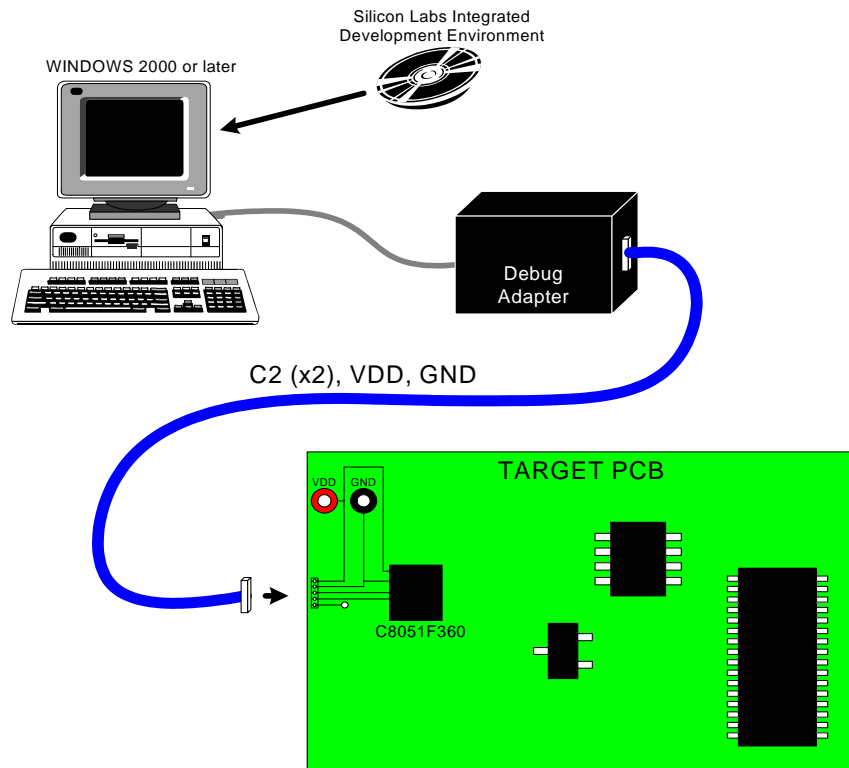 Silicon Labs Integrated
Development Environment
WINDOWS 2000 or later
Debug
Adapter
C2 (x2), VDD, GND
TARGET PCB
VDD
GND
C8051F360